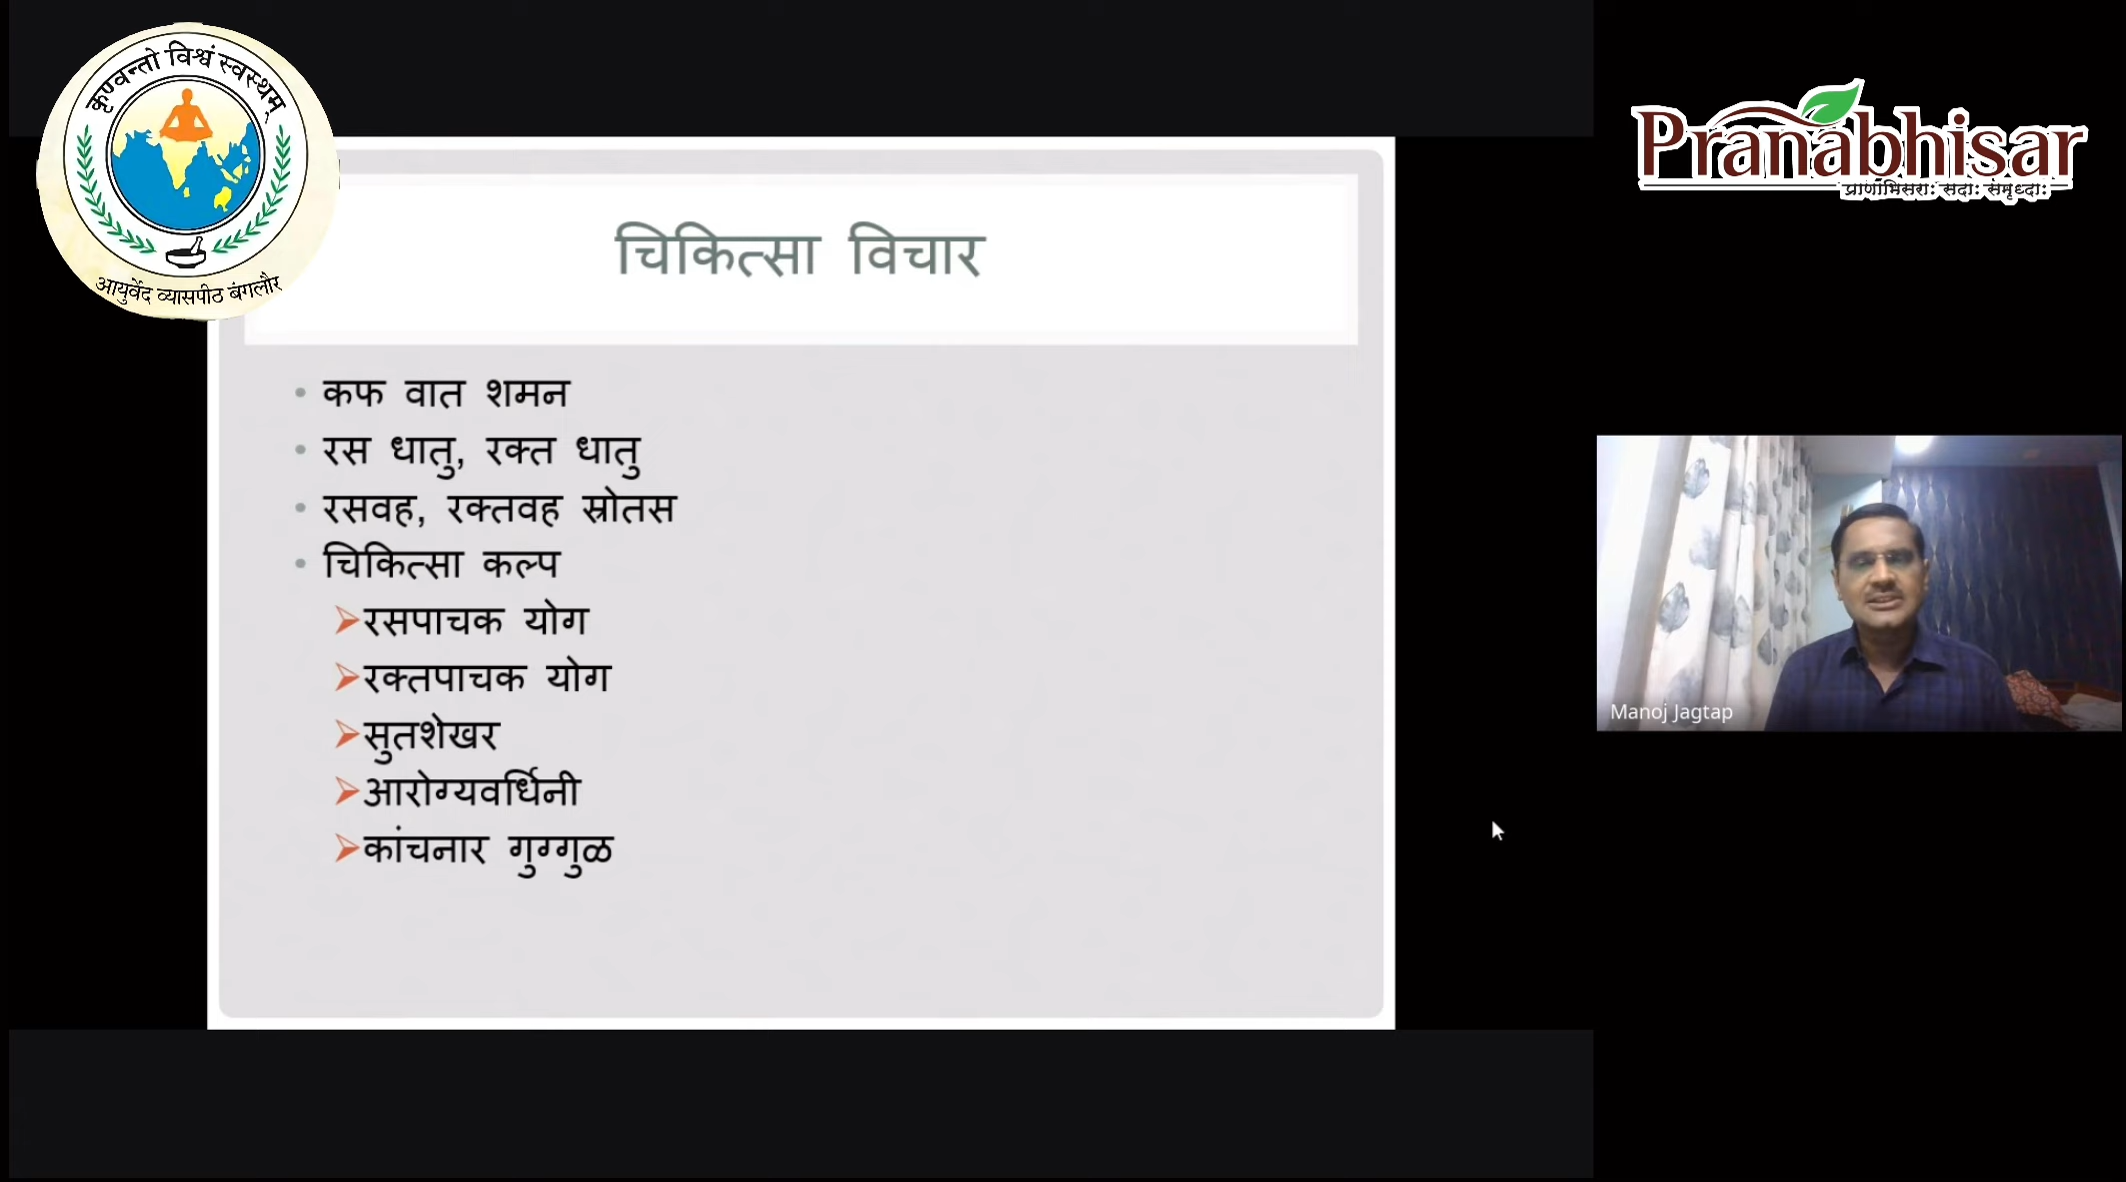 कृण्वन्तो विश्वं स्वस्थम्
आयुर्वेद व्यासपीठ बंगलौर
Pranabhisar
प्राणाभिसराः सदाः समृध्दाः
चिकित्सा विचार
• कफ वात शमन
• रस धातु, रक्त धातु
• रसवह, रक्तवह स्रोतस
• चिकित्सा कल्प
➢रसपाचक योग
➢रक्तपाचक योग
➢सुतशेखर
➢आरोग्यवर्धिनी
➢कांचनार गुग्गुळ
Manoj Jagtap